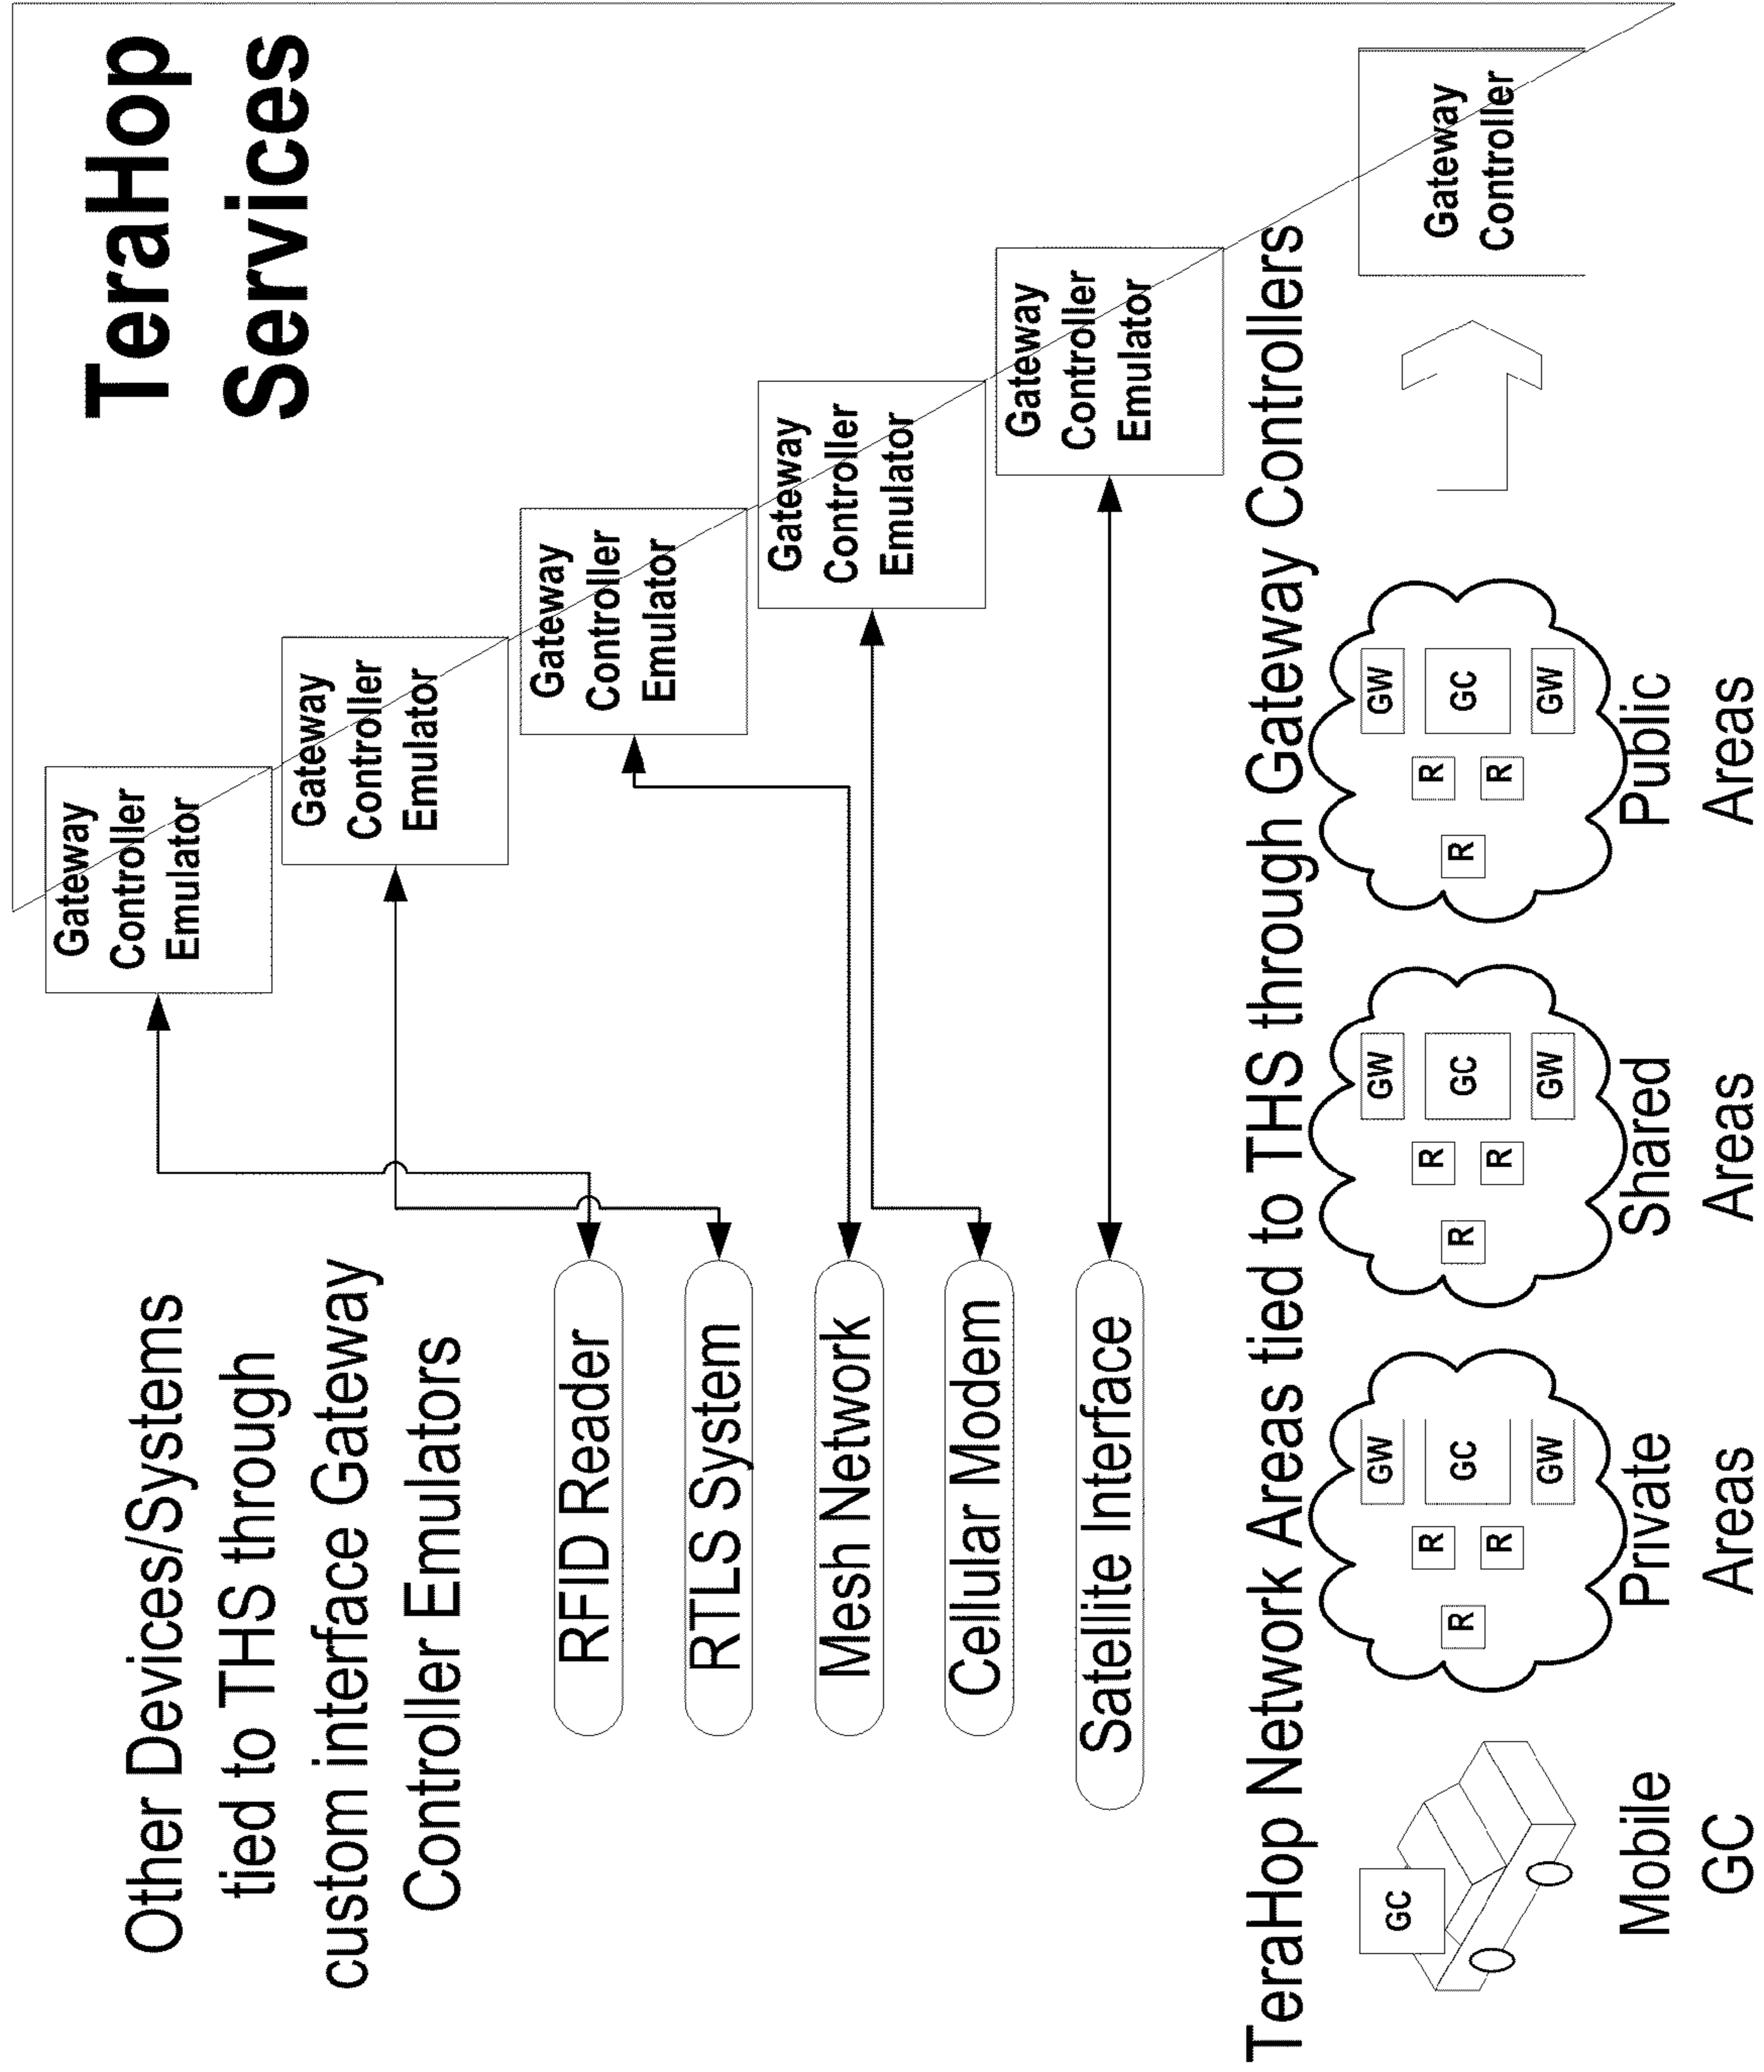 TeraHop
Services
Other Devices/Systems
tied to THS through
custom interface Gateway
Controller Emulators
Gateway
Controller
Emulator
Gateway
Controller
Emulator
Gateway
Controller
Emulator
Gateway
Controller
Emulator
Gateway
Controller
Emulator
RFID Reader
RTLS System
Mesh Network
Cellular Modem
Satellite Interface
TeraHop Network Areas tied to THS through Gateway Controllers
GC
Mobile
GC
GW
R
R
GC
R
GW
Private
Areas
GW
R
R
GC
R
GW
Shared
Areas
GW
R
R
GC
R
GW
Public
Areas
Gateway
Controller